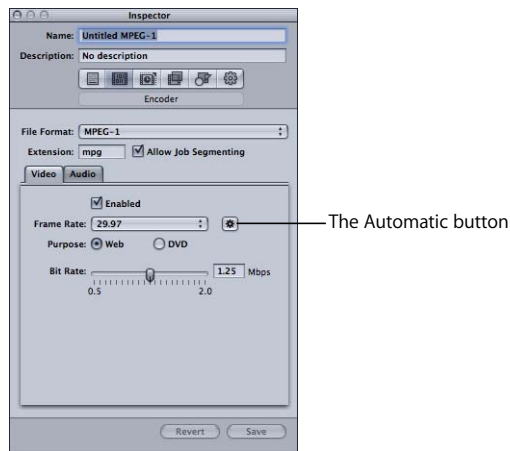 Inspector
Name: Untitled MPEG-1
Description: No description
Encoder
File Format: MPEG-1
Extension: mpg Allow Job Segmenting
Video Audio
Enabled
Frame Rate: 29.97 The Automatic button
Purpose: Web DVD
Bit Rate: 1.25 Mbps
0.5 2.0
Revert Save